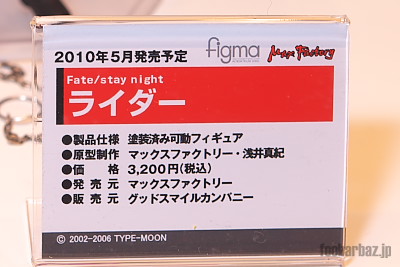 2010年5月発売予定 figma Max Factory
Fate/stay night
ライダー
●製品仕様 塗装済み可動フィギュア
●原型制作 マックスファクトリー・浅井真紀
●価　　格 3,200円(税込)
●発 売 元 マックスファクトリー
●販 売 元 グッドスマイルカンパニー
© 2002-2006 TYPE-MOON
foobarbaz.jp